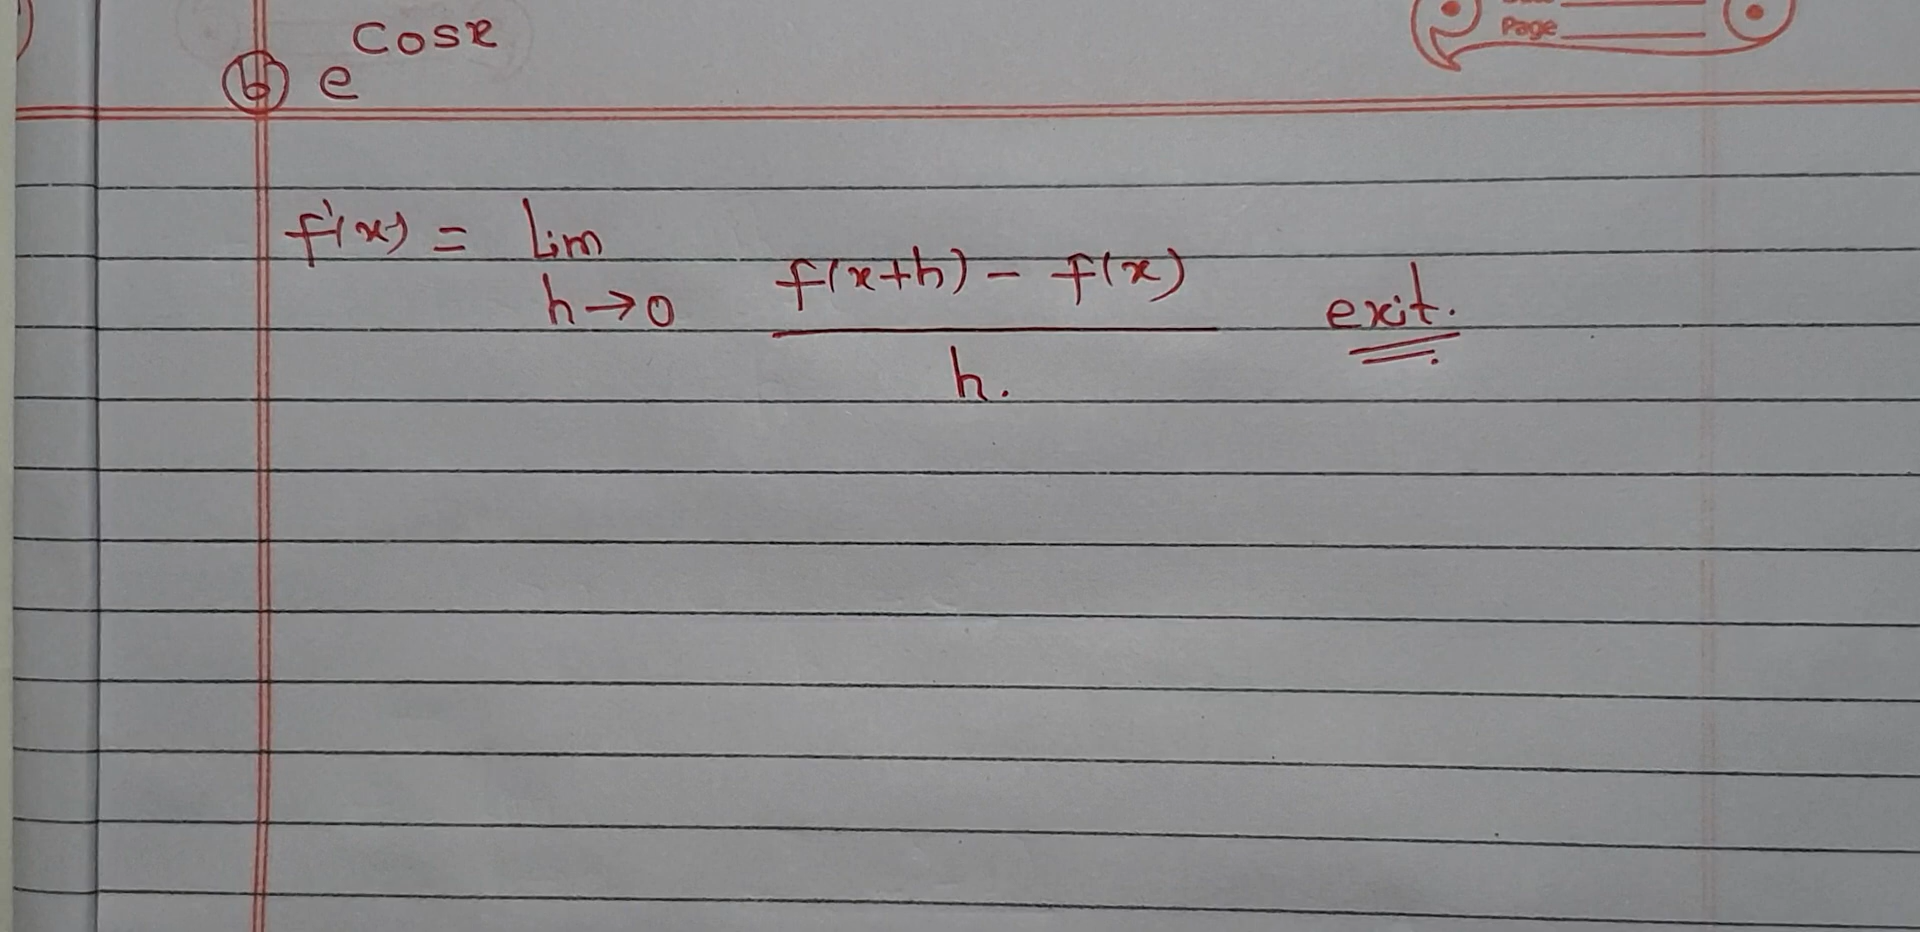 Page
cosx
(b) e
f'(x) = Lim f(x+h) - f(x) exit.
h→0 h.